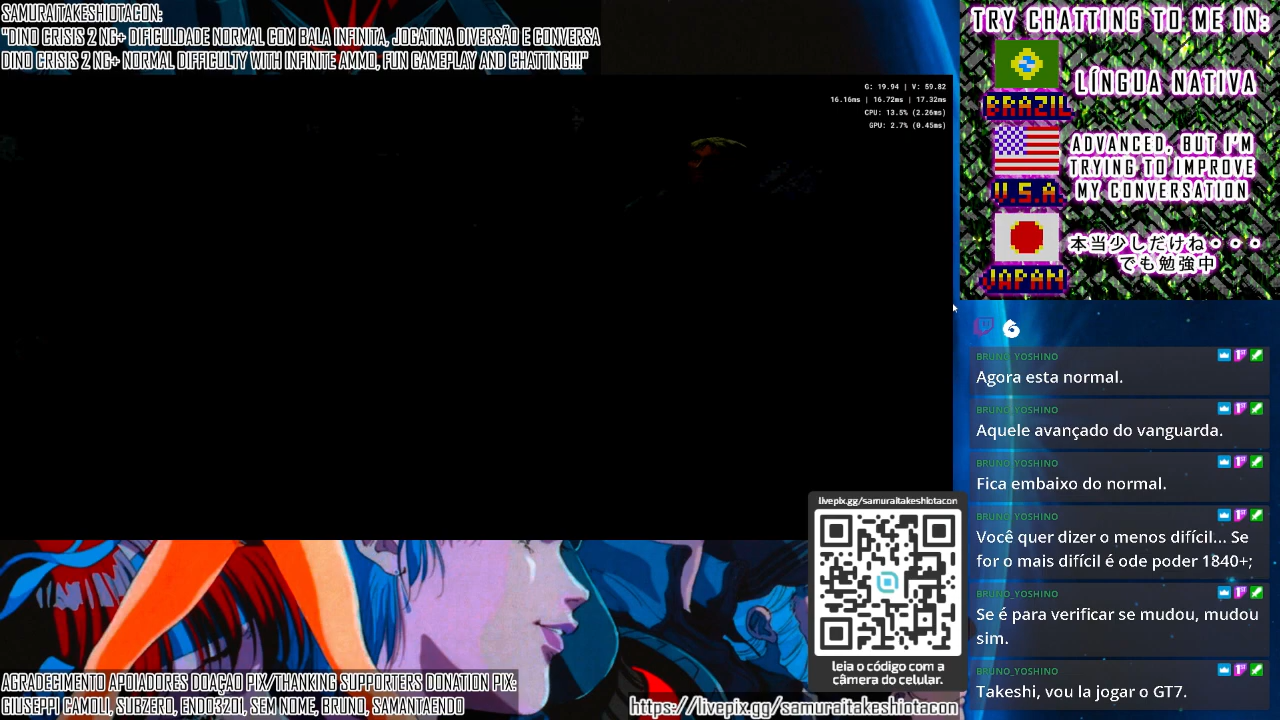 SAMURAITAKESHIOTACON:
"DINO CRISIS 2 NG+ DIFICULDADE NORMAL COM BALA INFINITA, JOGATINA DIVERSÃO E CONVERSA
DINO CRISIS 2 NG+ NORMAL DIFFICULTY WITH INFINITE AMMO, FUN GAMEPLAY AND CHATTING!!!"
G: 19.94 | V: 59.82
16.16ms | 16.72ms | 17.32ms
CPU: 13.5% (2.26ms)
GPU: 2.7% (0.45ms)
TRY CHATTING TO ME IN:
LÍNGUA NATIVA
BRAZIL
ADVANCED, BUT I'M
TRYING TO IMPROVE
MY CONVERSATION
U.S.A.
本当少しだけね・・・
でも勉強中
JAPAN
BRUNO_YOSHINO
Agora esta normal.
BRUNO_YOSHINO
Aquele avançado do vanguarda.
BRUNO_YOSHINO
Fica embaixo do normal.
BRUNO_YOSHINO
Você quer dizer o menos difícil... Se
for o mais difícil é ode poder 1840+;
BRUNO_YOSHINO
Se é para verificar se mudou, mudou
sim.
BRUNO_YOSHINO
Takeshi, vou la jogar o GT7.
livepix.gg/samuraitakeshiotacon
leia o código com a
câmera do celular.
AGRADECIMENTO APOIADORES DOAÇÃO PIX/THANKING SUPPORTERS DONATION PIX:
GIUSEPPI CAMOLI, SUBZERO, ENDO3201, SEM NOME, BRUNO, SAMANTAENDO
https://livepix.gg/samuraitakeshiotacon